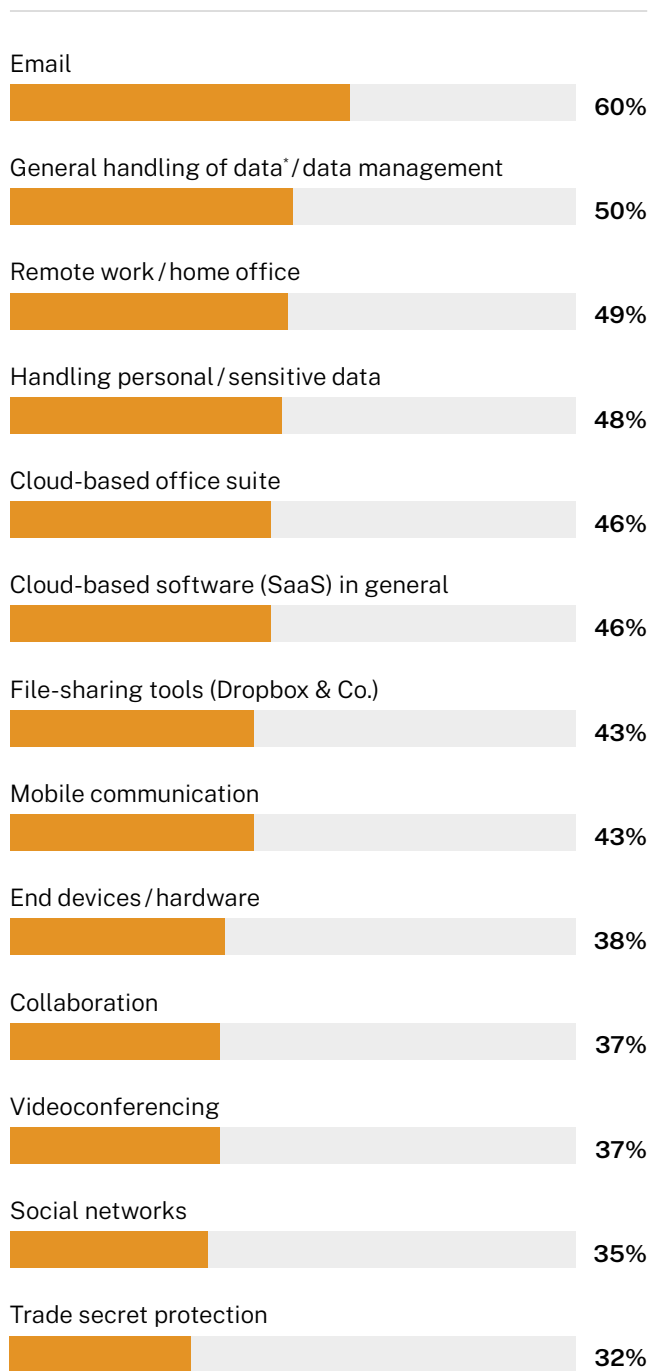 Email
60%
General handling of data*/data management
50%
Remote work/home office
49%
Handling personal/sensitive data
48%
Cloud-based office suite
46%
Cloud-based software (SaaS) in general
46%
File-sharing tools (Dropbox & Co.)
43%
Mobile communication
43%
End devices/hardware
38%
Collaboration
37%
Videoconferencing
37%
Social networks
35%
Trade secret protection
32%